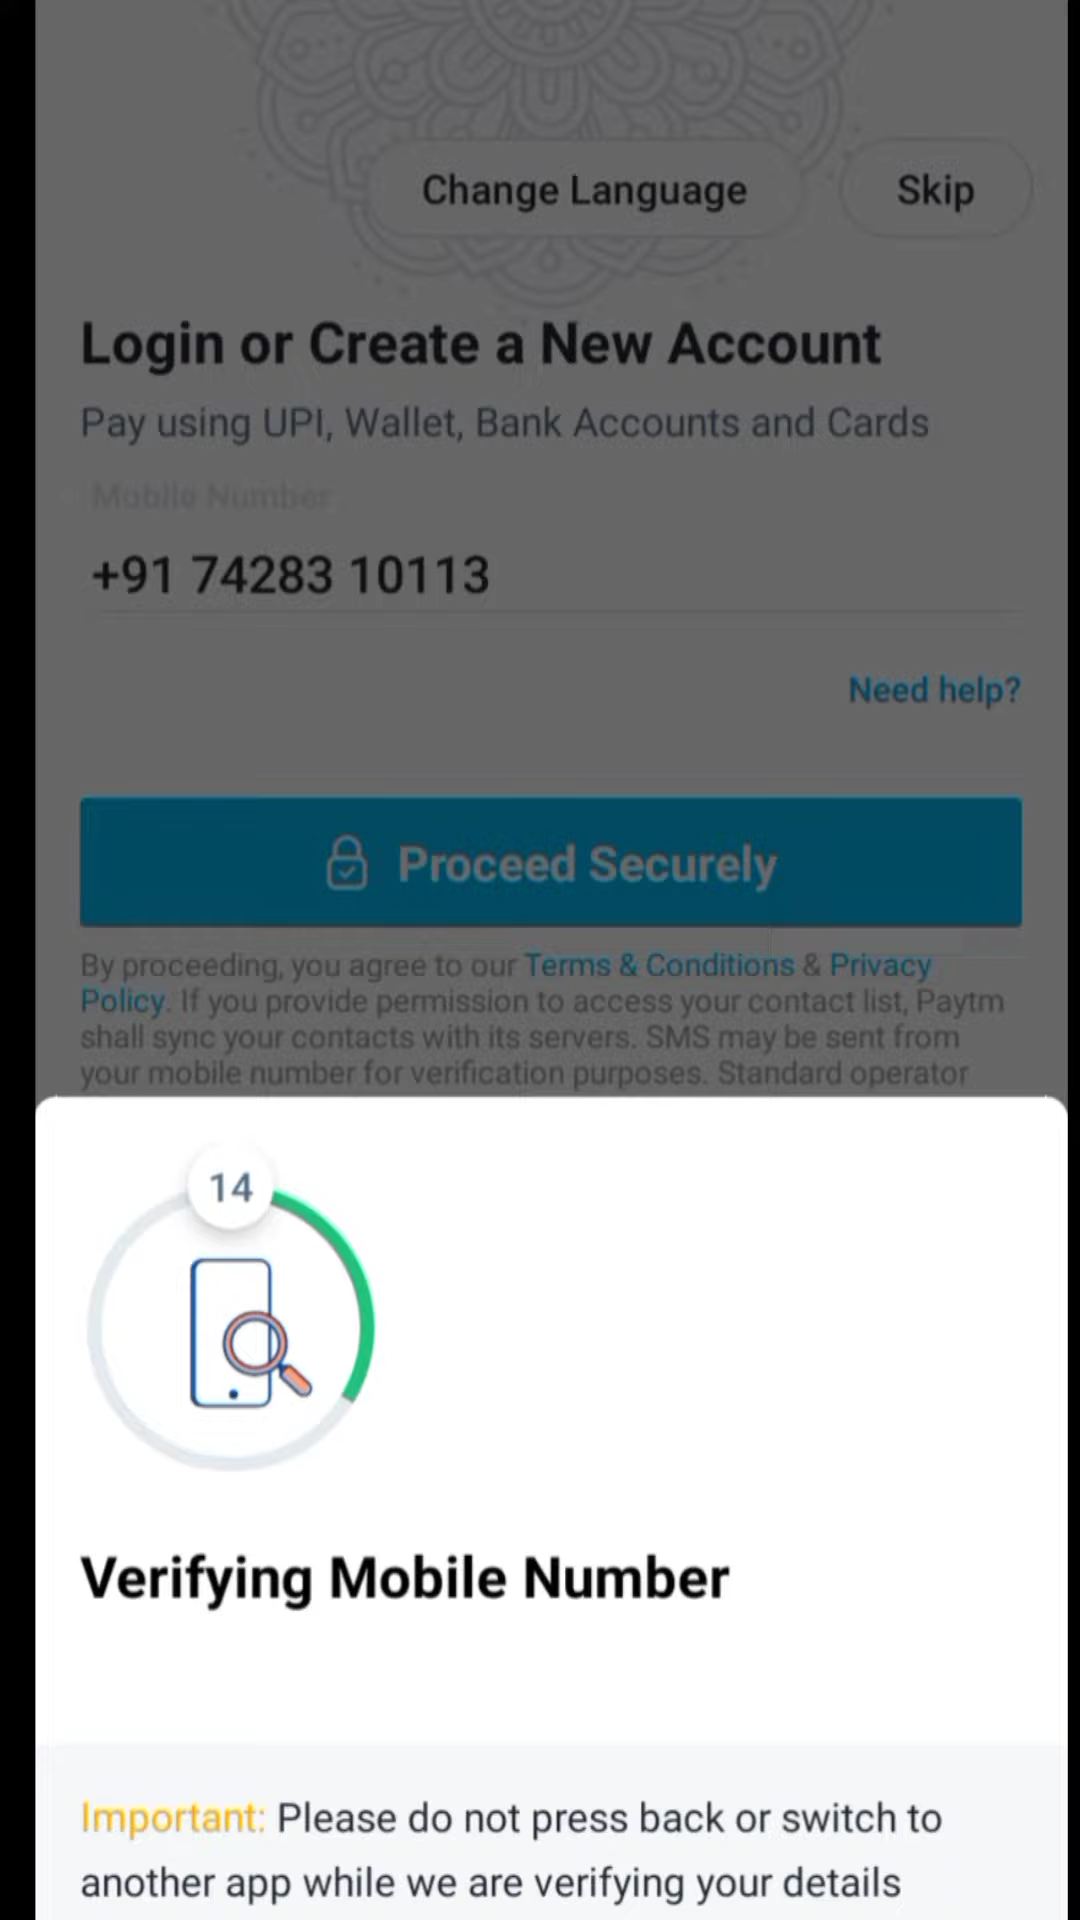 Change Language
Skip
Login or Create a New Account
Pay using UPI, Wallet, Bank Accounts and Cards
Mobile Number
+91 74283 10113
Need help?
Proceed Securely
By proceeding, you agree to our Terms & Conditions & Privacy
Policy. If you provide permission to access your contact list, Paytm
shall sync your contacts with its servers. SMS may be sent from
your mobile number for verification purposes. Standard operator
14
Verifying Mobile Number
Important: Please do not press back or switch to
another app while we are verifying your details